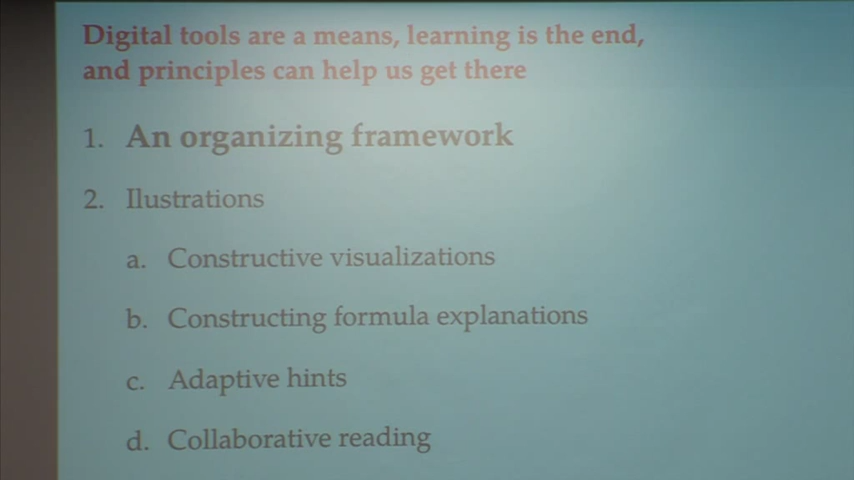 Digital tools are a means, learning is the end,
and principles can help us get there
1. An organizing framework
2. Ilustrations
a. Constructive visualizations
b. Constructing formula explanations
c. Adaptive hints
d. Collaborative reading